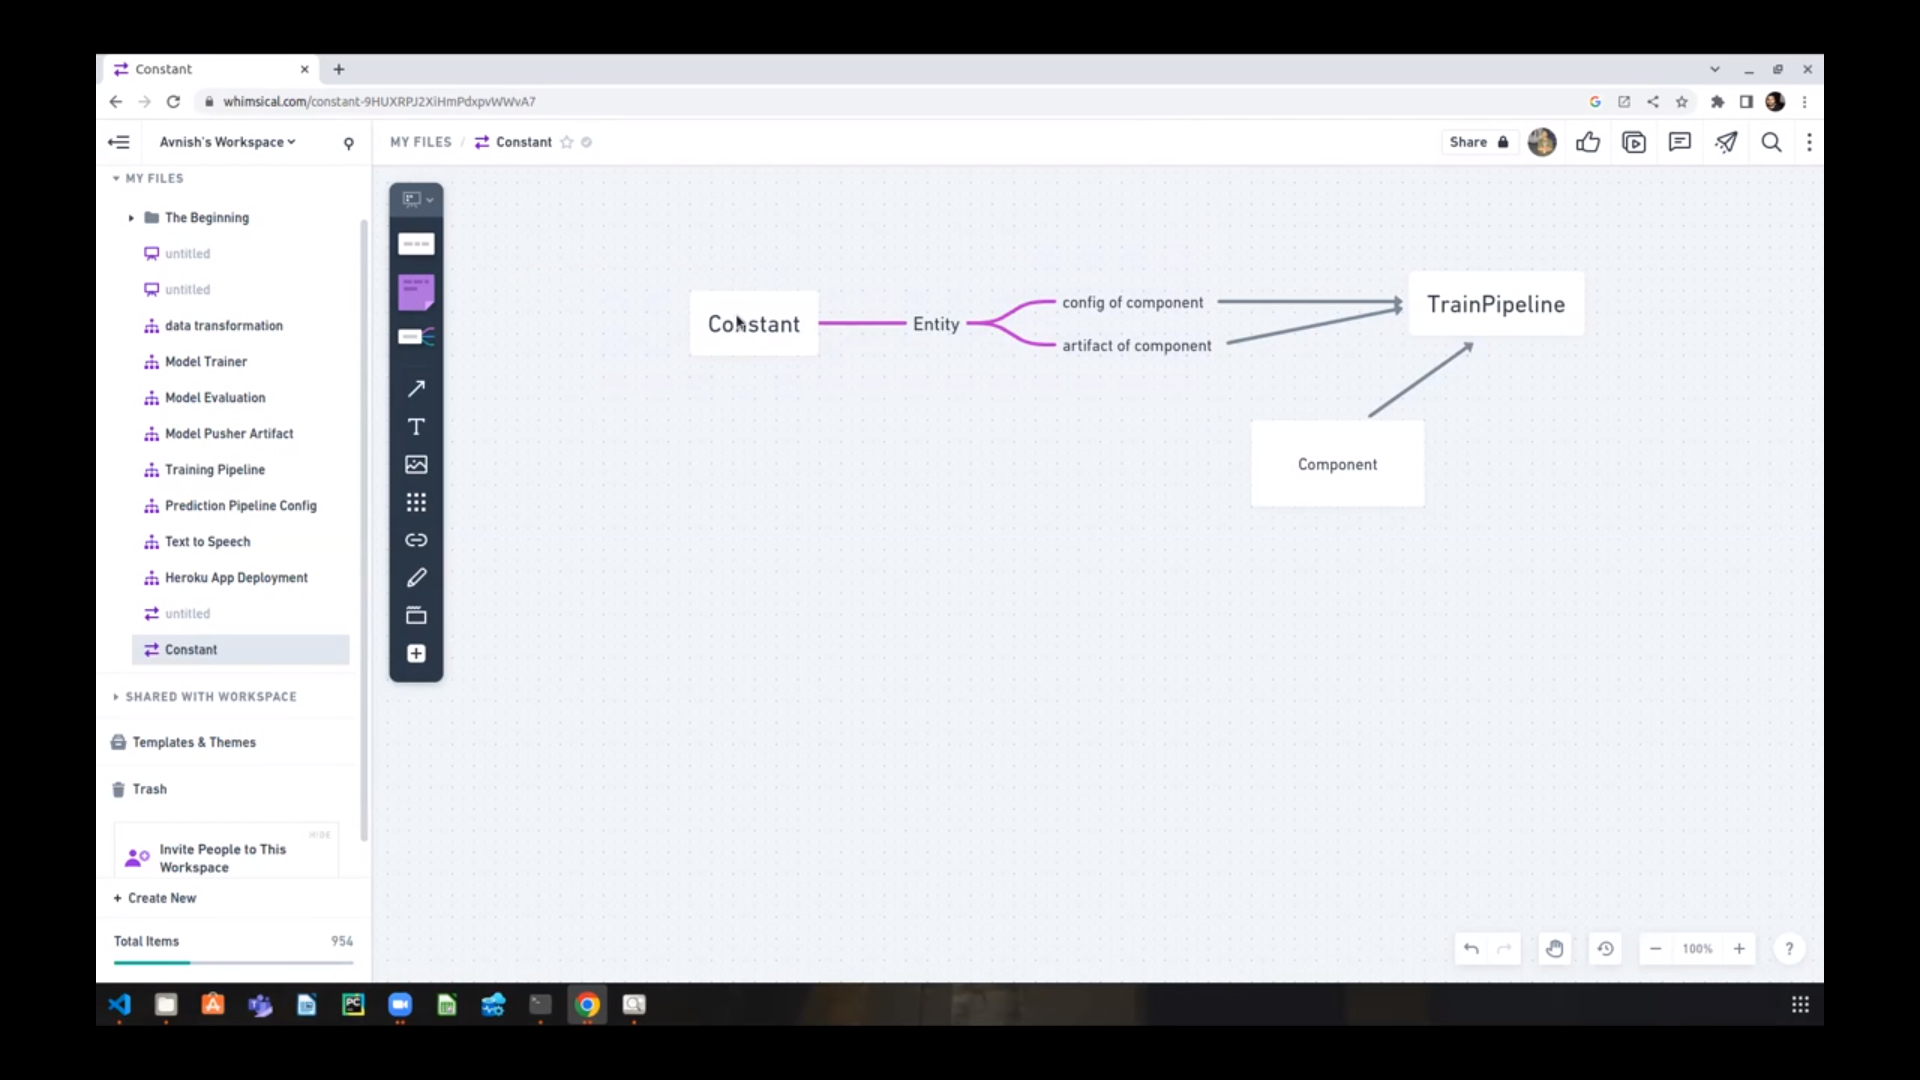 Constant
whimsical.com/constant-9HUXRPJ2XiHmPdxpvWWvA7
Avnish's Workspace
MY FILES / Constant
Share
MY FILES
The Beginning
untitled
untitled
data transformation
Model Trainer
Model Evaluation
Model Pusher Artifact
Training Pipeline
Prediction Pipeline Config
Text to Speech
Heroku App Deployment
untitled
Constant
SHARED WITH WORKSPACE
Templates & Themes
Trash
HIDE
Invite People to This
Workspace
+ Create New
Total Items 954
Constant
Entity
config of component
artifact of component
TrainPipeline
Component
100%